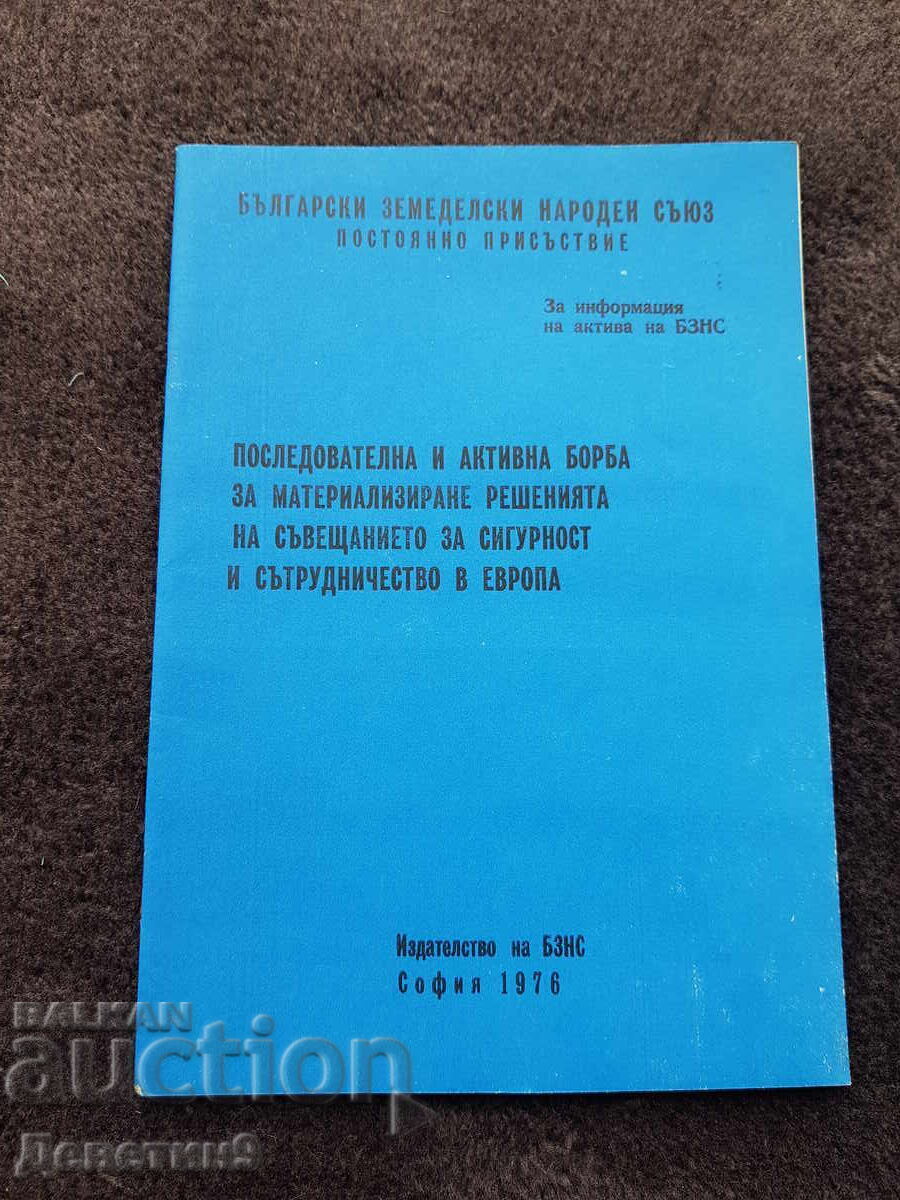 БЪЛГАРСКИ ЗЕМЕДЕЛСКИ НАРОДЕН СЪЮЗ
ПОСТОЯННО ПРИСЪСТВИЕ
За информация
на актива на БЗНС
ПОСЛЕДОВАТЕЛНА И АКТИВНА БОРБА
ЗА МАТЕРИАЛИЗИРАНЕ РЕШЕНИЯТА
НА СЪВЕЩАНИЕТО ЗА СИГУРНОСТ
И СЪТРУДНИЧЕСТВО В ЕВРОПА
Издателство на БЗНС
София 1976
BALKAN
auction
Деветин9